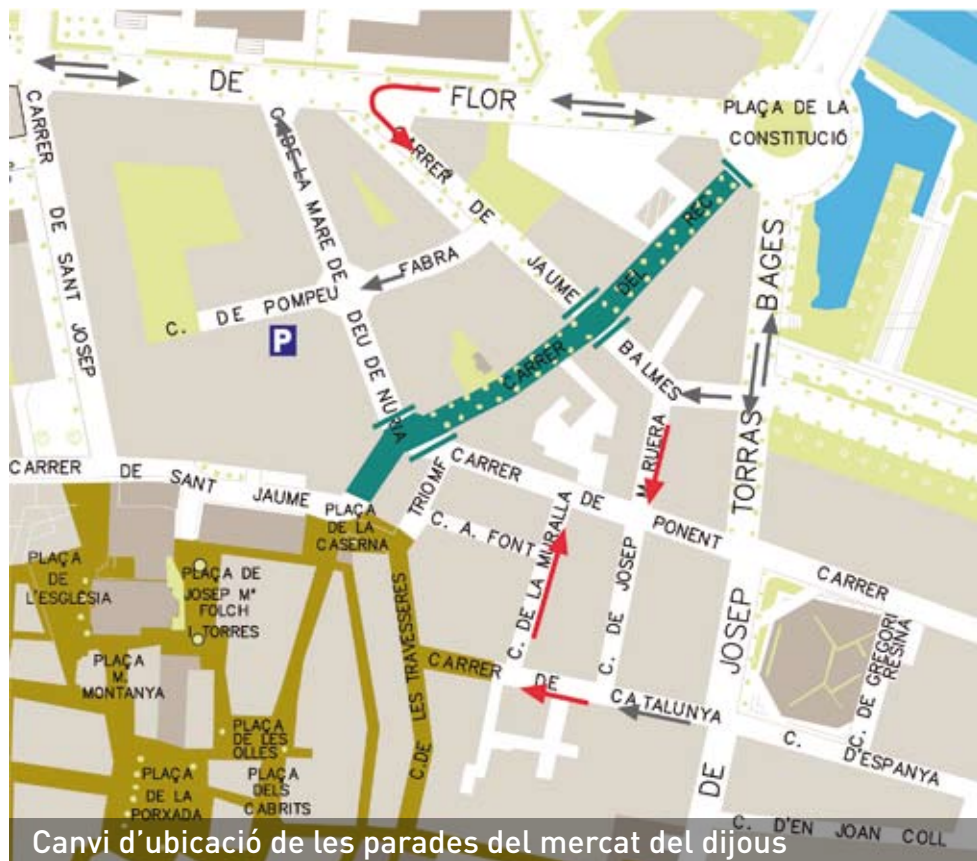 DE FLOR
PLAÇA DE LA
CONSTITUCIÓ
CARRER DE SANT JOSEP
C. DE LA MARE DE DEU DE NURIA
CARRER DE JAUME BALMES
C. DE POMPEU FABRA
P
CARRER DEL REC
BAGES
TORRAS
JOSEP
DE
M. RUERA
CARRER DE SANT JAUME
TRIOMF
CARRER DE PONENT
CARRER
PLAÇA
DE LA
CASERNA
C. A. FONT
C. DE LA MURALLA
C. DE JOSEP
PLAÇA
DE
L'ESGLÈSIA
PLAÇA DE
JOSEP Mª
FOLCH
I TORRES
PLAÇA
M.
MONTANYA
C.DE LES TRAVESSERES
CARRER DE CATALUNYA
C. DE GREGORI
RESINA
C. D'ESPANYA
PLAÇA
DE LES
OLLES
PLAÇA
DE LA
PORXADA
PLAÇA
DELS
CABRITS
C. D'EN JOAN COLL
Canvi d'ubicació de les parades del mercat del dijous